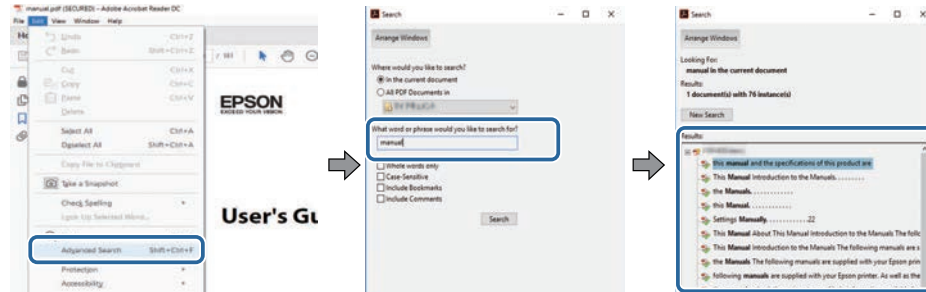 manual.pdf (SECURED) - Adobe Acrobat Reader DC
File Edit View Window Help
Undo Ctrl+Z
Redo Shift+Ctrl+Z
Cut Ctrl+X
Copy Ctrl+C
Paste Ctrl+V
Delete
Select All Ctrl+A
Deselect All Shift+Ctrl+A
Copy File to Clipboard
Take a Snapshot
Check Spelling
Look Up Selected Word...
Advanced Search Shift+Ctrl+F
Protection
Accessibility
EPSON
EXCEED YOUR VISION
User's Gu
Search
Arrange Windows
Where would you like to search?
In the current document
All PDF Documents in
What word or phrase would you like to search for?
manual
Whole words only
Case-Sensitive
Include Bookmarks
Include Comments
Search
Search
Arrange Windows
Looking For:
manual in the current document
Results:
1 document(s) with 76 instance(s)
New Search
Results:
this manual and the specifications of this product are
This Manual Introduction to the Manuals.........
the Manuals............
this Manual............
Settings Manually............22
This Manual About This Manual Introduction to the Manuals The follo
This Manual Introduction to the Manuals The following manuals are s
the Manuals The following manuals are supplied with your Epson prin
following manuals are supplied with your Epson printer. As well as the